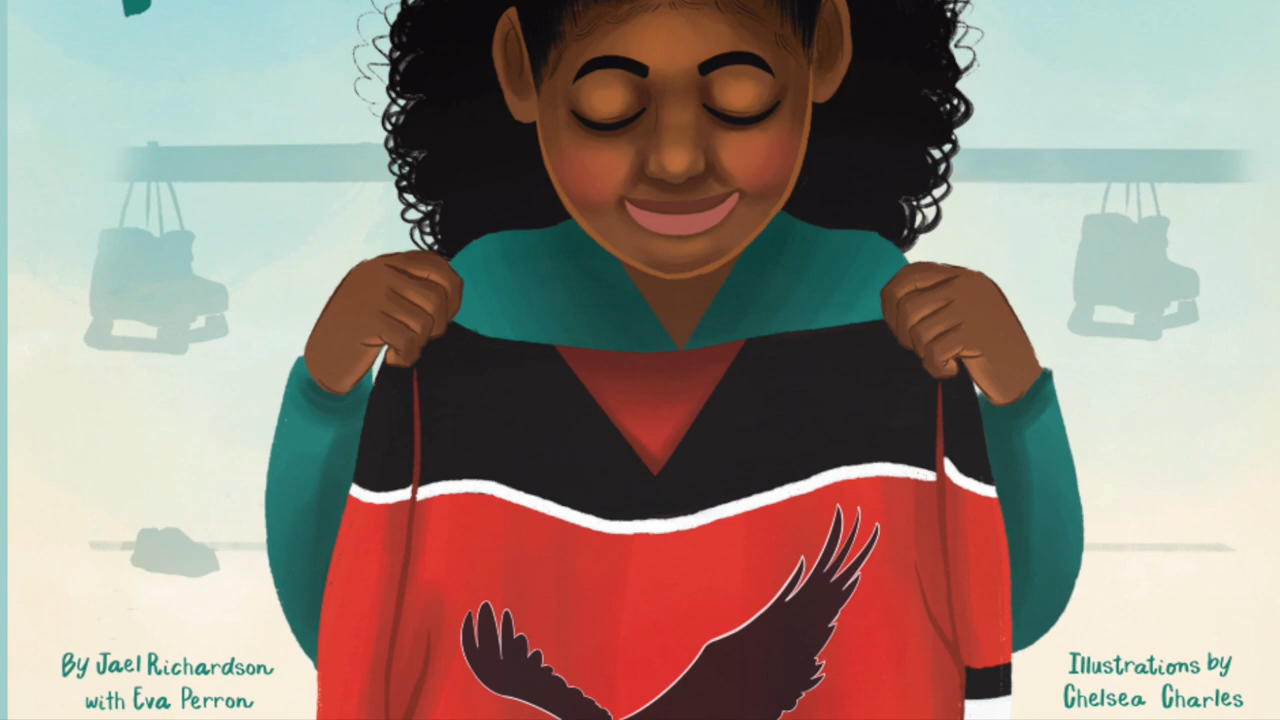 By Jael Richardson
with Eva Perron
Illustrations by
Chelsea Charles